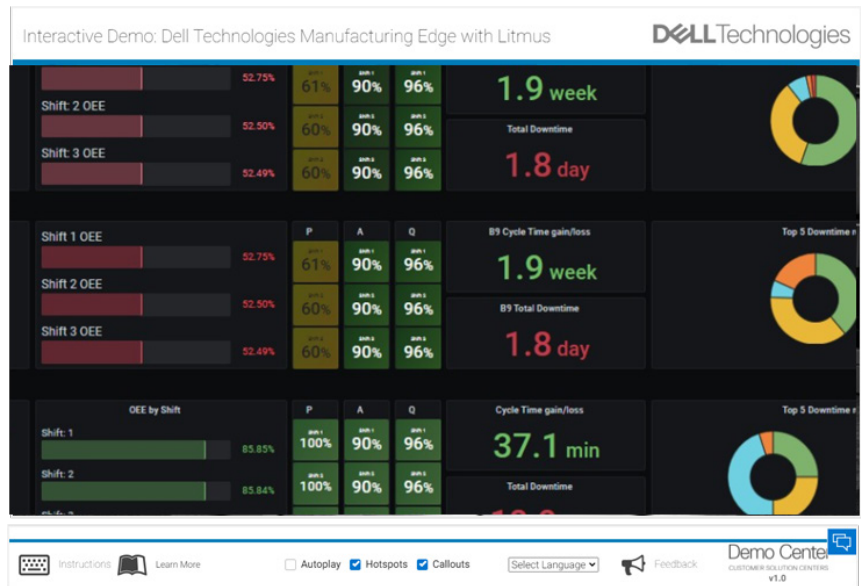 Interactive Demo: Dell Technologies Manufacturing Edge with Litmus
DELLTechnologies
52.75%
61%
90%
96%
1.9 week
Shift: 2 OEE
52.50%
60%
90%
96%
Total Downtime
Shift: 3 OEE
52.49%
60%
90%
96%
1.8 day
Shift 1 OEE
P
A
Q
B9 Cycle Time gain/loss
Top 5 Downtime
52.75%
61%
90%
96%
1.9 week
Shift 2 OEE
52.50%
60%
90%
96%
B9 Total Downtime
Shift 3 OEE
52.49%
60%
90%
96%
1.8 day
OEE by Shift
P
A
Q
Cycle Time gain/loss
Top 5 Downtime
Shift: 1
85.85%
100%
90%
96%
37.1 min
Shift: 2
85.84%
100%
90%
96%
Total Downtime
Instructions
Learn More
Autoplay
Hotspots
Callouts
Select Language
Feedback
Demo Center
CUSTOMER SOLUTION CENTERS
v1.0